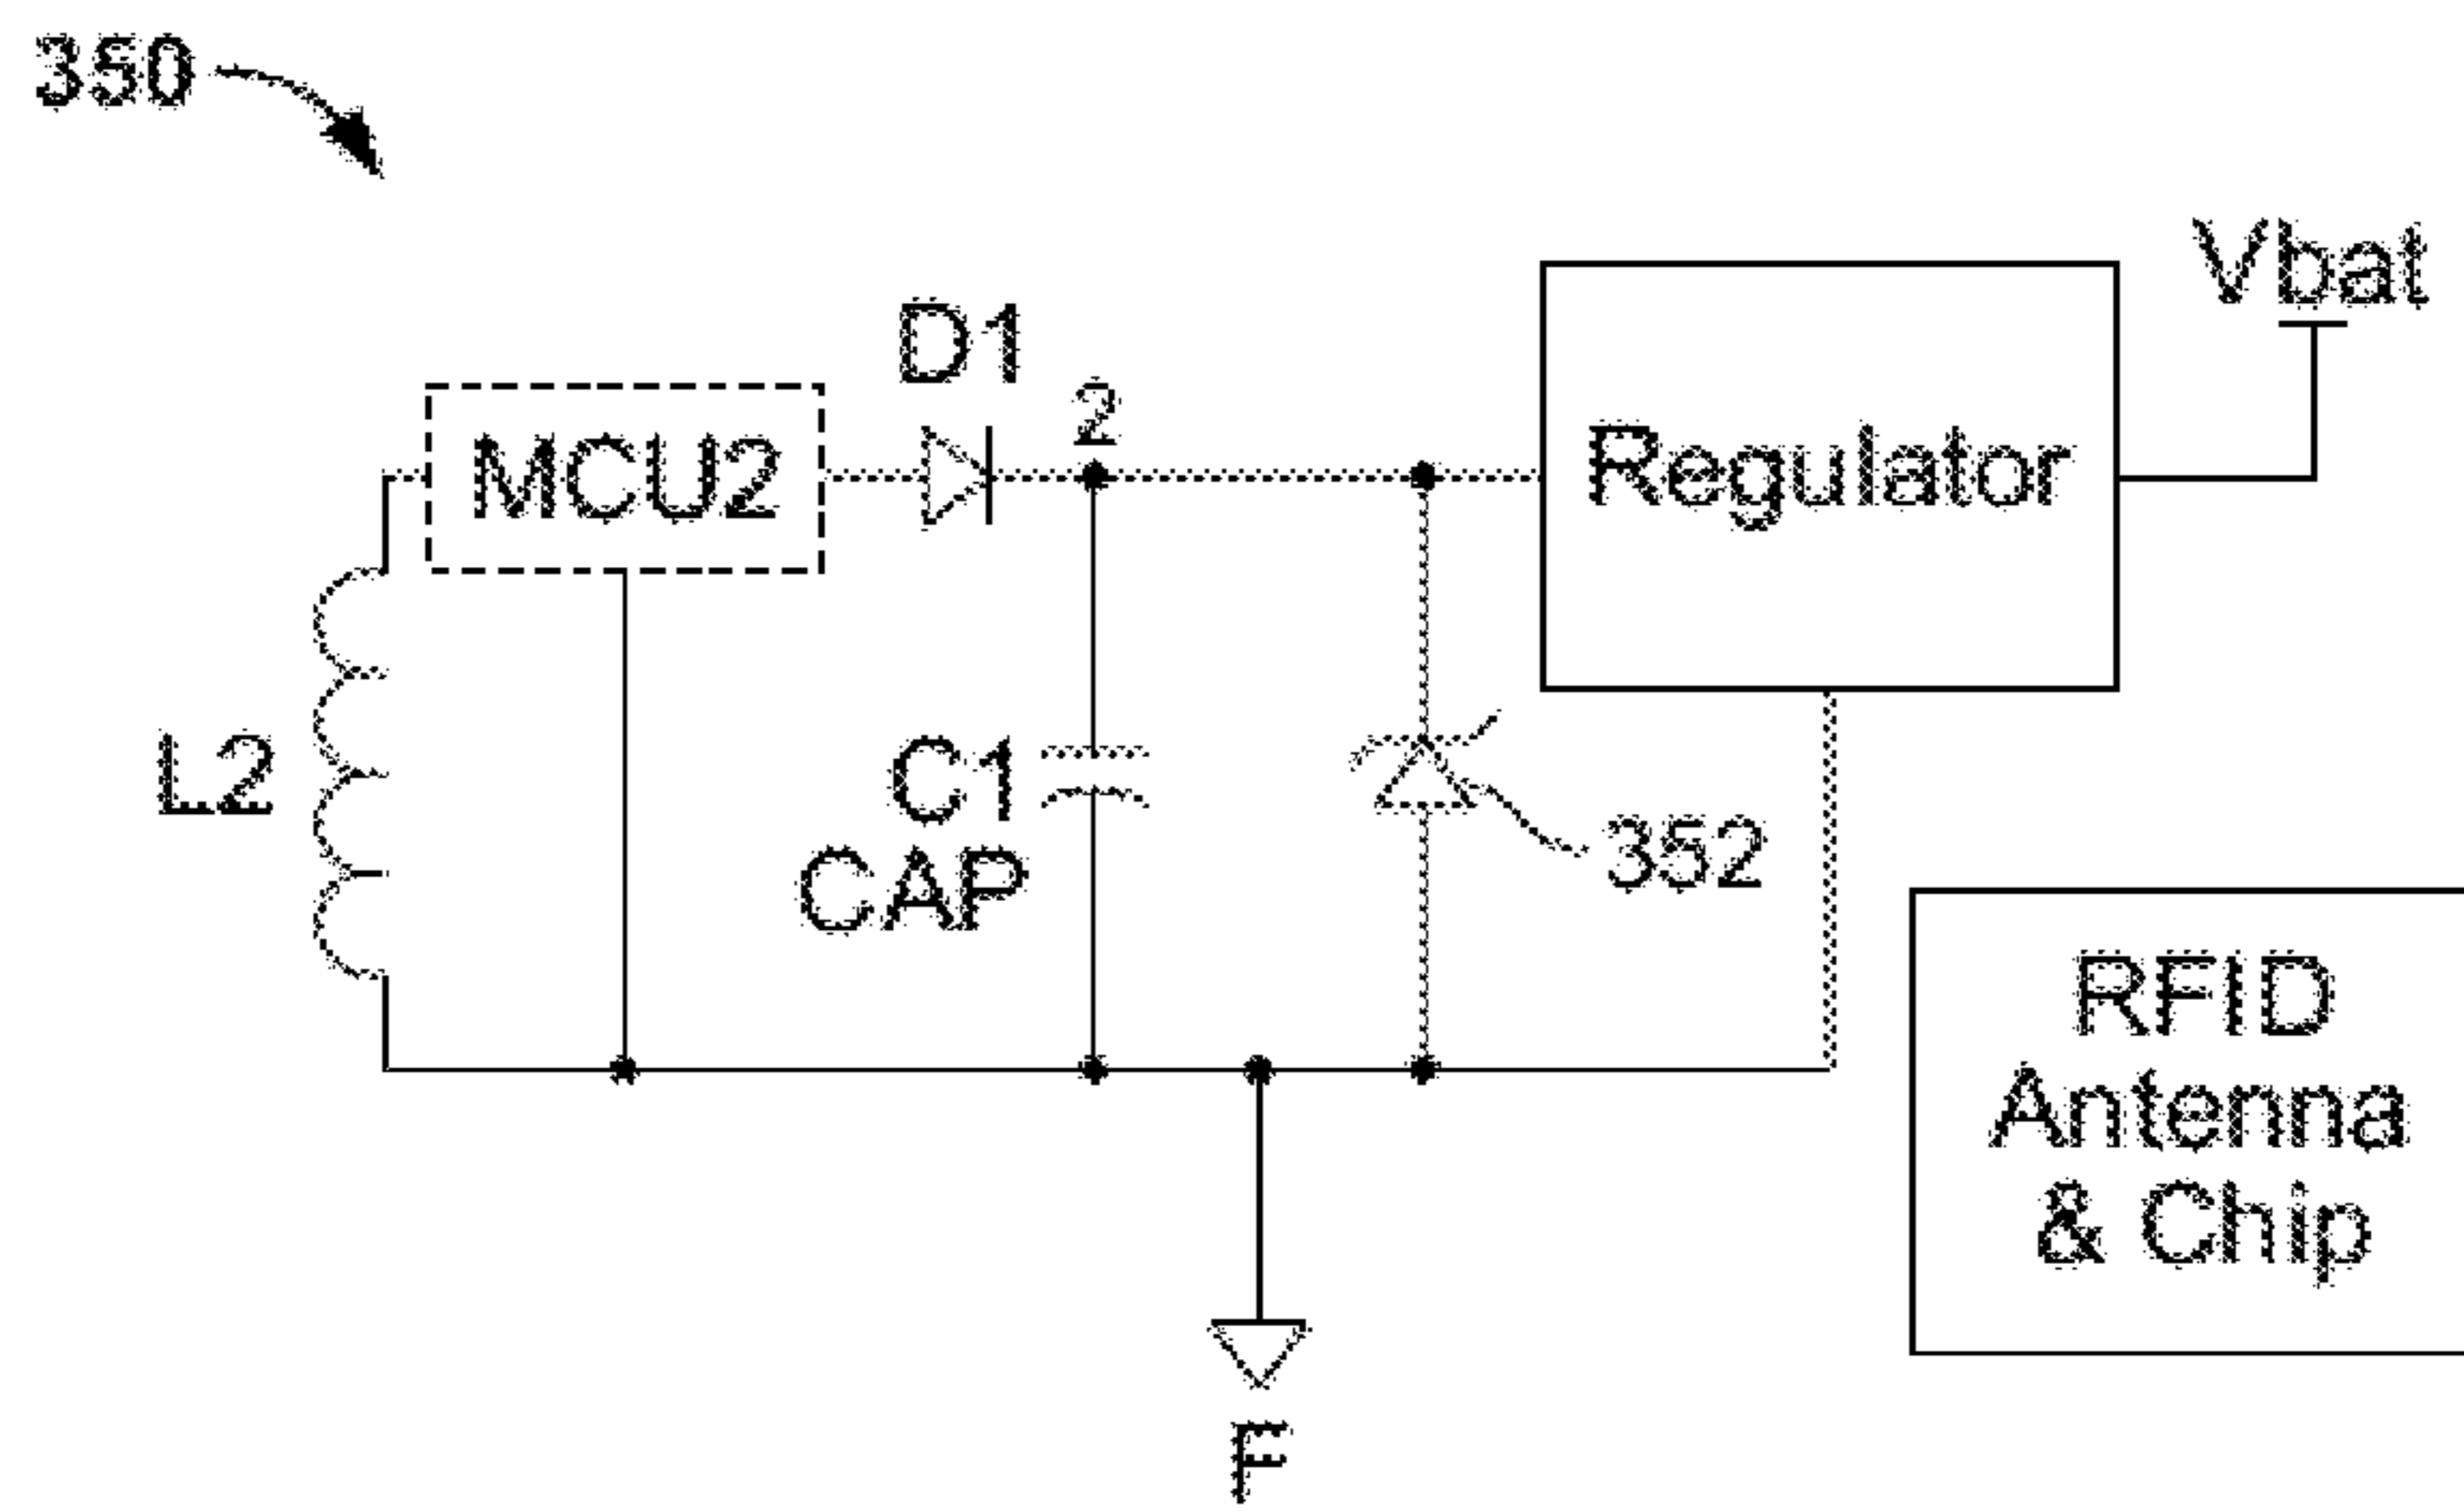 350
Vbat
D1
2
MCU2
Regulator
L2
C1
CAP
352
RFID
Antenna
& Chip
F